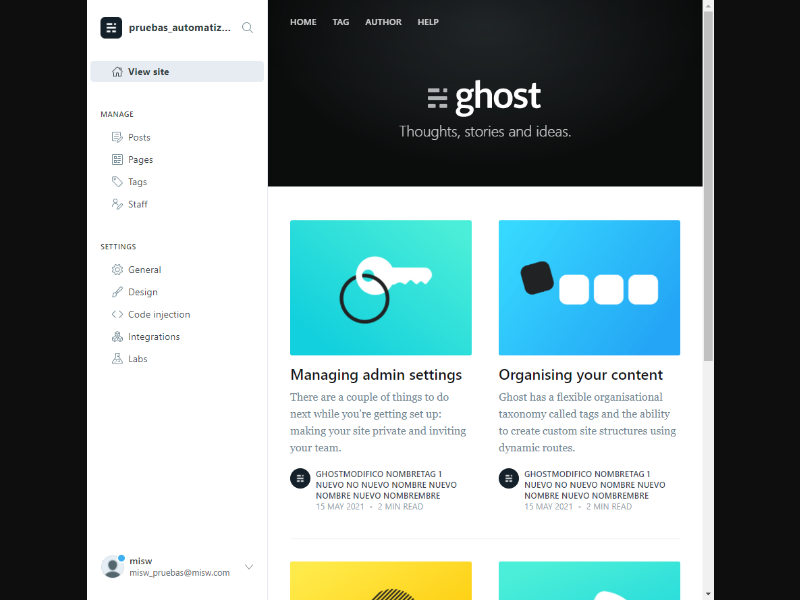 pruebas_automatiz...
View site
MANAGE
Posts
Pages
Tags
Staff
SETTINGS
General
Design
Code injection
Integrations
Labs
misw
misw_pruebas@misw.com
HOME TAG AUTHOR HELP
ghost
Thoughts, stories and ideas.
Managing admin settings
There are a couple of things to do
next while you're getting set up:
making your site private and inviting
your team.
GHOSTMODIFICO NOMBRETAG 1
NUEVO NO NUEVO NOMBRE NUEVO
NOMBRE NUEVO NOMBREMBRE
15 MAY 2021 • 2 MIN READ
Organising your content
Ghost has a flexible organisational
taxonomy called tags and the ability
to create custom site structures using
dynamic routes.
GHOSTMODIFICO NOMBRETAG 1
NUEVO NO NUEVO NOMBRE NUEVO
NOMBRE NUEVO NOMBREMBRE
15 MAY 2021 • 2 MIN READ